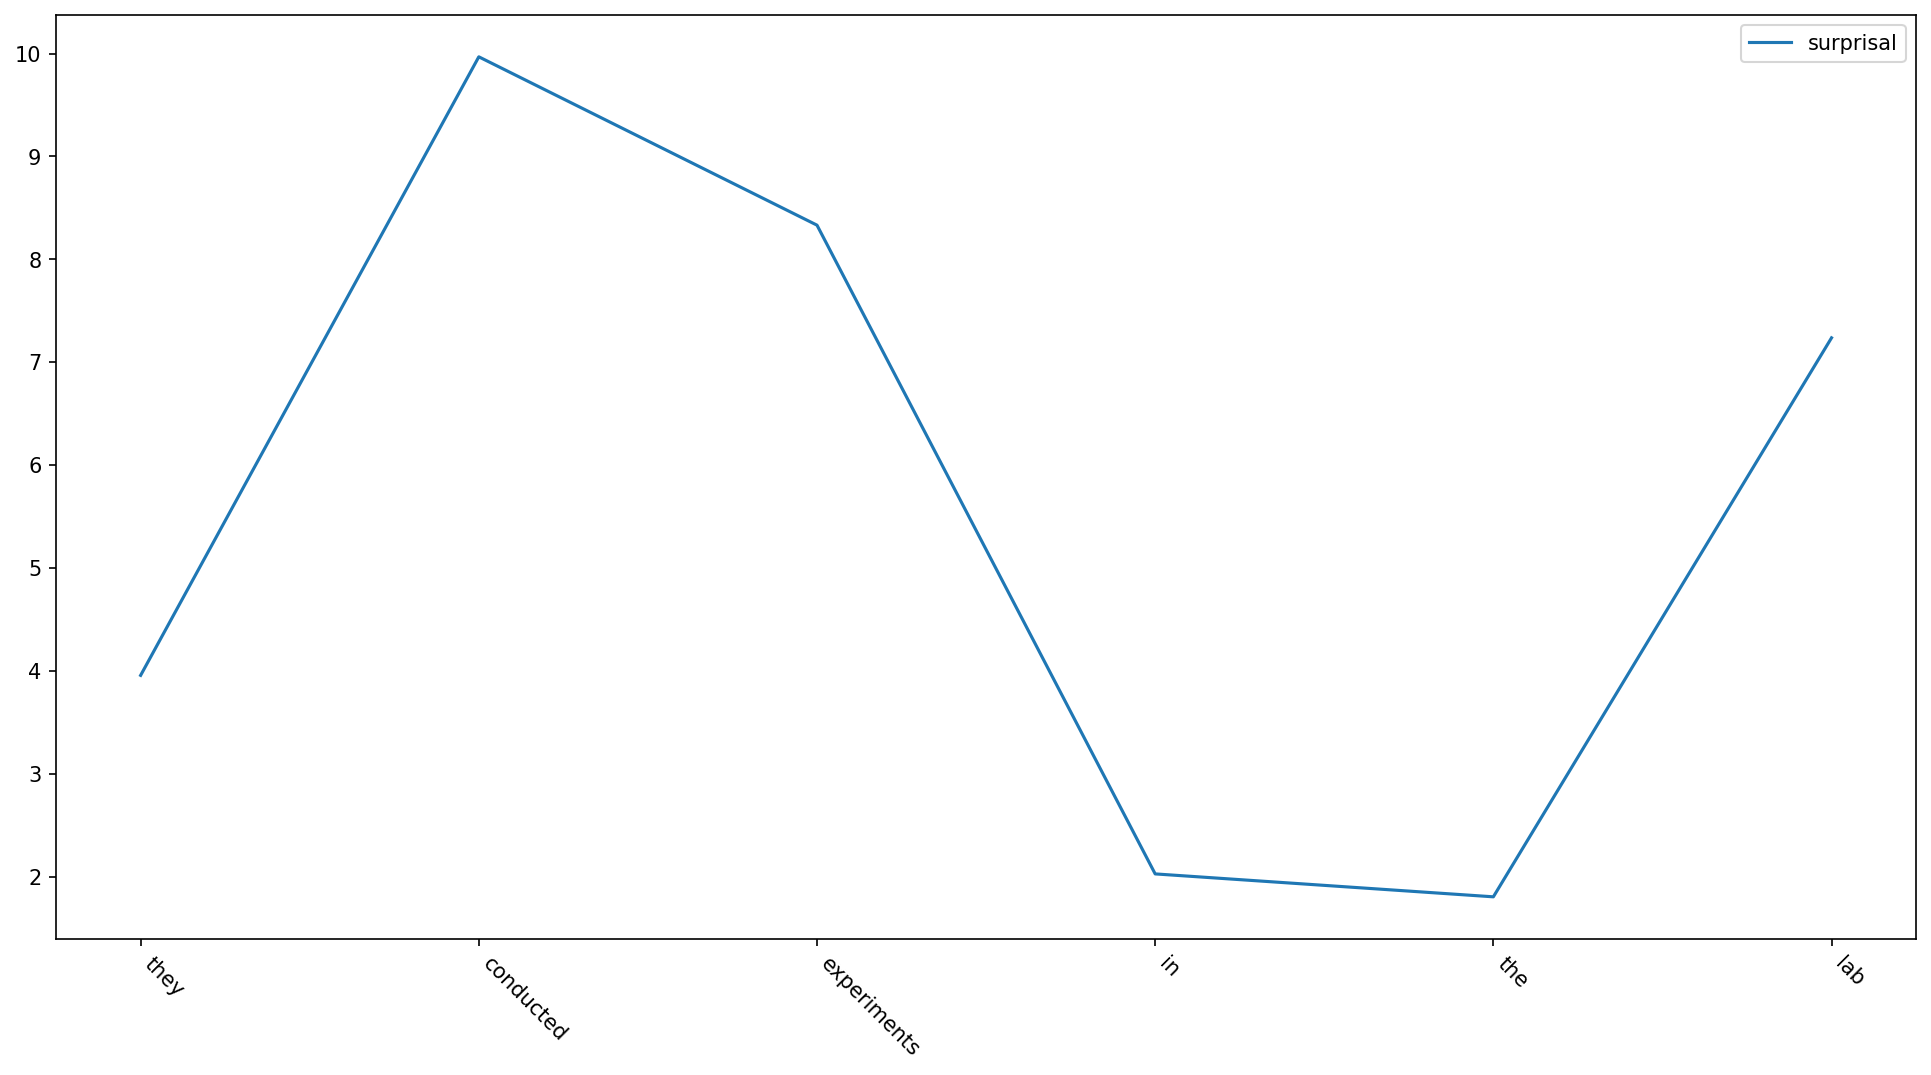 surprisal
10
9
8
7
6
5
4
3
2
they
conducted
experiments
in
the
lab